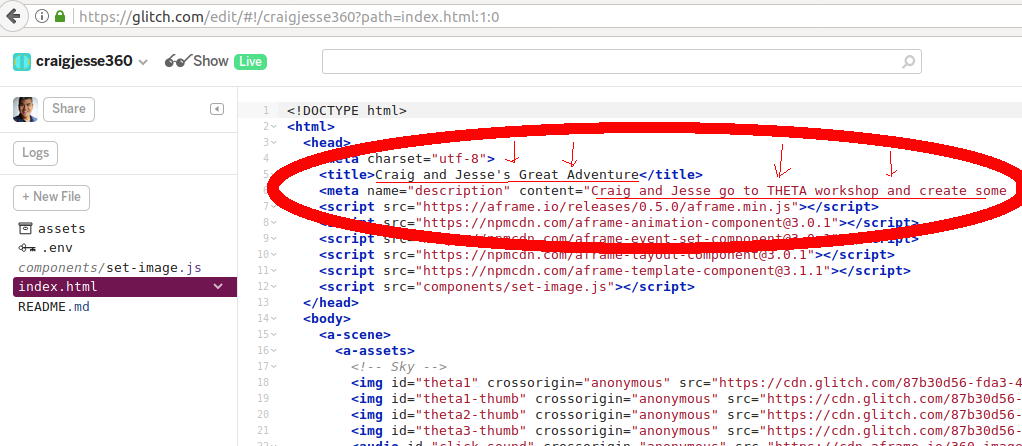 https://glitch.com/edit/#!/craigjesse360?path=index.html:1:0
craigjesse360 Show Live
Share
Logs
+ New File
assets
.env
components/set-image.js
index.html
README.md
1 <!DOCTYPE html>
2 <html>
3 <head>
4 <meta charset="utf-8">
5 <title>Craig and Jesse's Great Adventure</title>
6 <meta name="description" content="Craig and Jesse go to THETA workshop and create some
7 <script src="https://aframe.io/releases/0.5.0/aframe.min.js"></script>
8 <script src="https://npmcdn.com/aframe-animation-component@3.0.1"></script>
9 <script src="https://npmcdn.com/aframe-event-set-component@3.0.1"></script>
10 <script src="https://npmcdn.com/aframe-layout-component@3.0.1"></script>
11 <script src="https://npmcdn.com/aframe-template-component@3.1.1"></script>
12 <script src="components/set-image.js"></script>
13 </head>
14 <body>
15 <a-scene>
16 <a-assets>
17 <!-- Sky -->
18 <img id="theta1" crossorigin="anonymous" src="https://cdn.glitch.com/87b30d56-fda3-4
19 <img id="theta1-thumb" crossorigin="anonymous" src="https://cdn.glitch.com/87b30d56-
20 <img id="theta2-thumb" crossorigin="anonymous" src="https://cdn.glitch.com/87b30d56-
21 <img id="theta3-thumb" crossorigin="anonymous" src="https://cdn.glitch.com/87b30d56-
<audio id="click-sound" crossorigin="anonymous" src="https://cdn.aframe.io/360-image